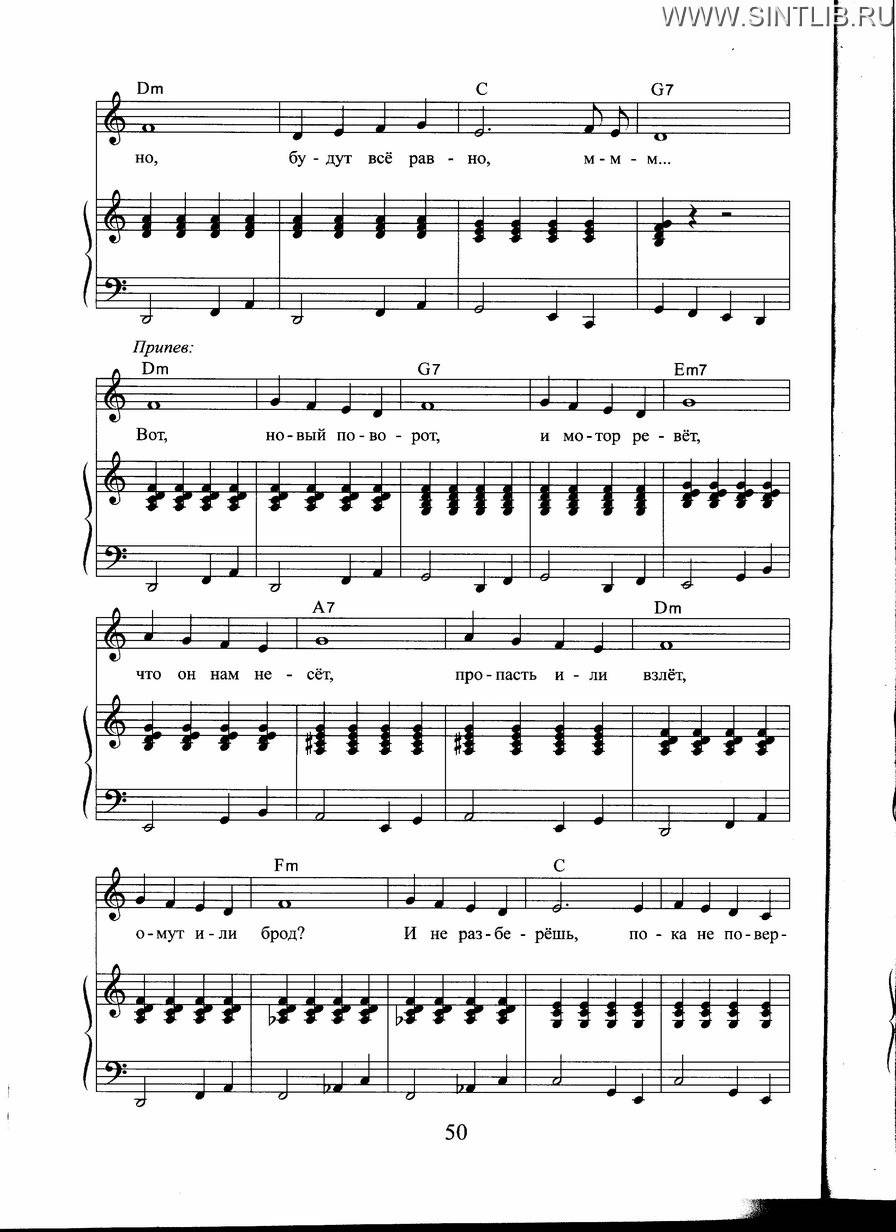 WWW.SINTLIB.RU
Dm C G7
но, бу - дут всё рав - но, м - м - м...
Припев:
Dm G7 Em7
Вот, но - вый по - во - рот, и мо - тор ре - вёт,
A7 Dm
что он нам не - сёт, про - пасть и - ли взлёт,
Fm C
о - мут и - ли брод? И не раз - бе - рёшь, по - ка не по - вер -
50